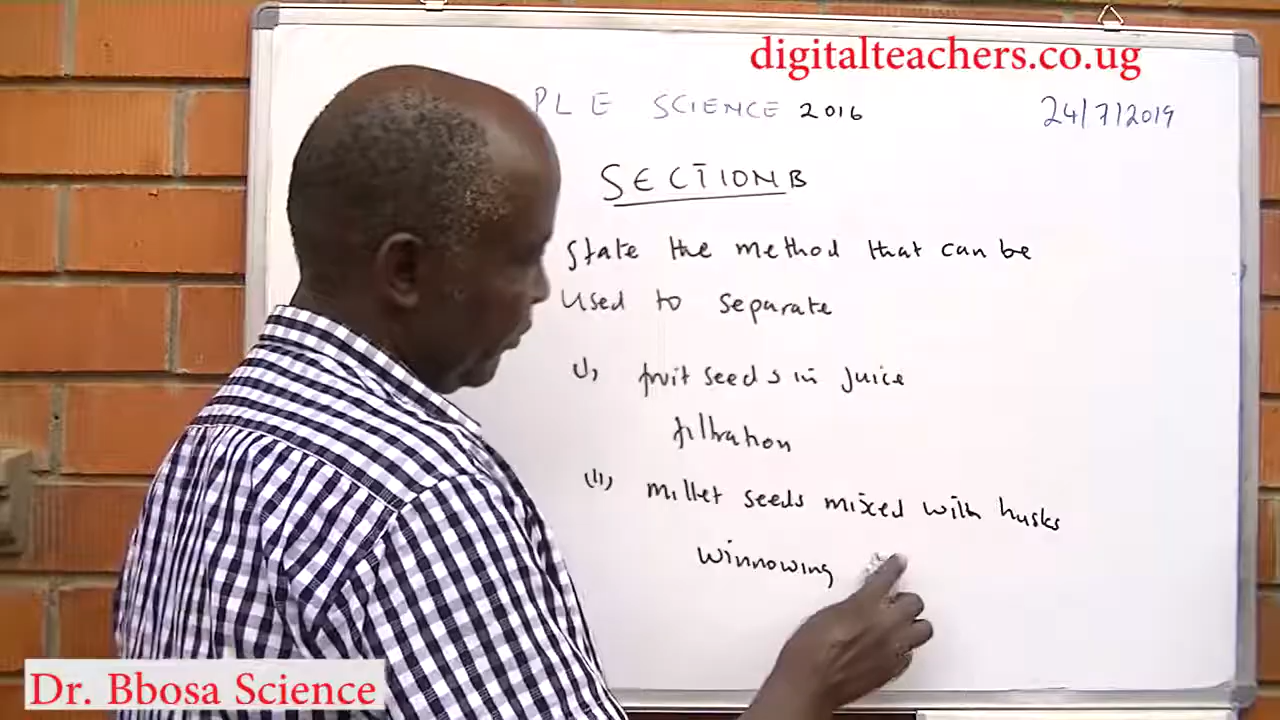 digitalteachers.co.ug
PLE SCIENCE 2016
24/7/2019
SECTION B
State the method that can be
used to separate
i) fruit seeds in juice
filtration
(ii) millet seeds mixed with husks
winnowing
Dr. Bbosa Science